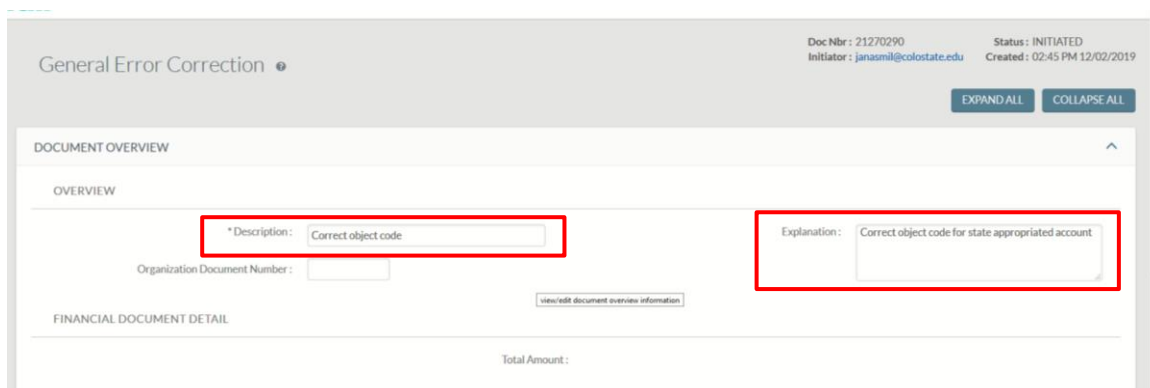 Doc Nbr : 21270290 Status : INITIATED
General Error Correction
Initiator : janasmil@colostate.edu Created : 02:45 PM 12/02/2019
EXPAND ALL COLLAPSE ALL
DOCUMENT OVERVIEW
OVERVIEW
* Description : Correct object code
Explanation : Correct object code for state appropriated account
Organization Document Number :
view/edit document overview information
FINANCIAL DOCUMENT DETAIL
Total Amount :